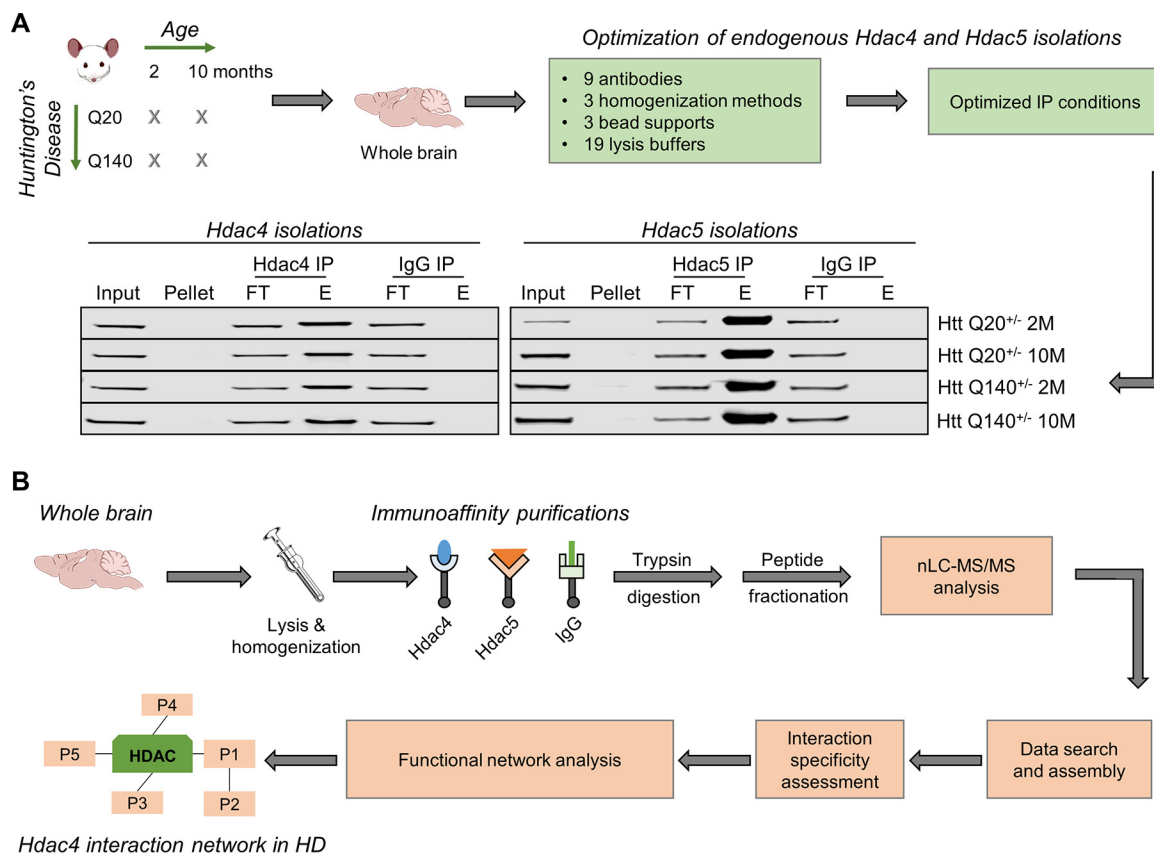 A
Age
2 10 months
Huntington's
Disease
Q20 X X
Q140 X X
Whole brain
Optimization of endogenous Hdac4 and Hdac5 isolations
• 9 antibodies
• 3 homogenization methods
• 3 bead supports
• 19 lysis buffers
Optimized IP conditions
Hdac4 isolations
Hdac4 IP IgG IP
Input Pellet FT E FT E
Hdac5 isolations
Hdac5 IP IgG IP
Input Pellet FT E FT E
Htt Q20+/- 2M
Htt Q20+/- 10M
Htt Q140+/- 2M
Htt Q140+/- 10M
B
Whole brain
Lysis &
homogenization
Immunoaffinity purifications
Hdac4
Hdac5
IgG
Trypsin
digestion
Peptide
fractionation
nLC-MS/MS
analysis
Data search
and assembly
Interaction
specificity
assessment
Functional network analysis
P4
P5
HDAC
P1
P3
P2
Hdac4 interaction network in HD